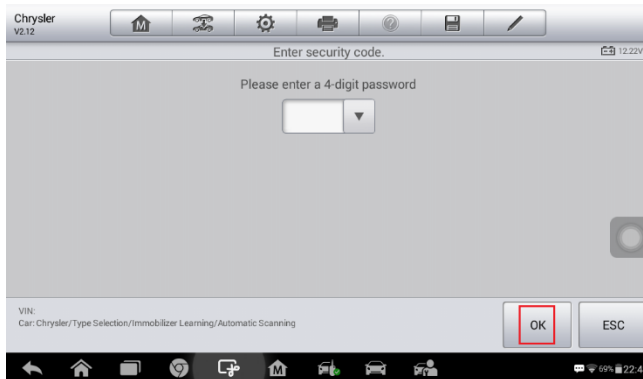 Chrysler
V2.12
Enter security code.
12.22V
Please enter a 4-digit password
VIN:
Car: Chrysler/Type Selection/Immobilizer Learning/Automatic Scanning
OK
ESC
M
M
69%